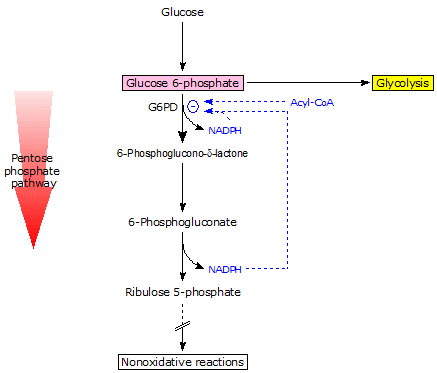 Glucose
Glucose 6-phosphate
Glycolysis
G6PD
−
Acyl-CoA
NADPH
6-Phosphoglucono-δ-lactone
Pentose
phosphate
pathway
6-Phosphogluconate
NADPH
Ribulose 5-phosphate
Nonoxidative reactions